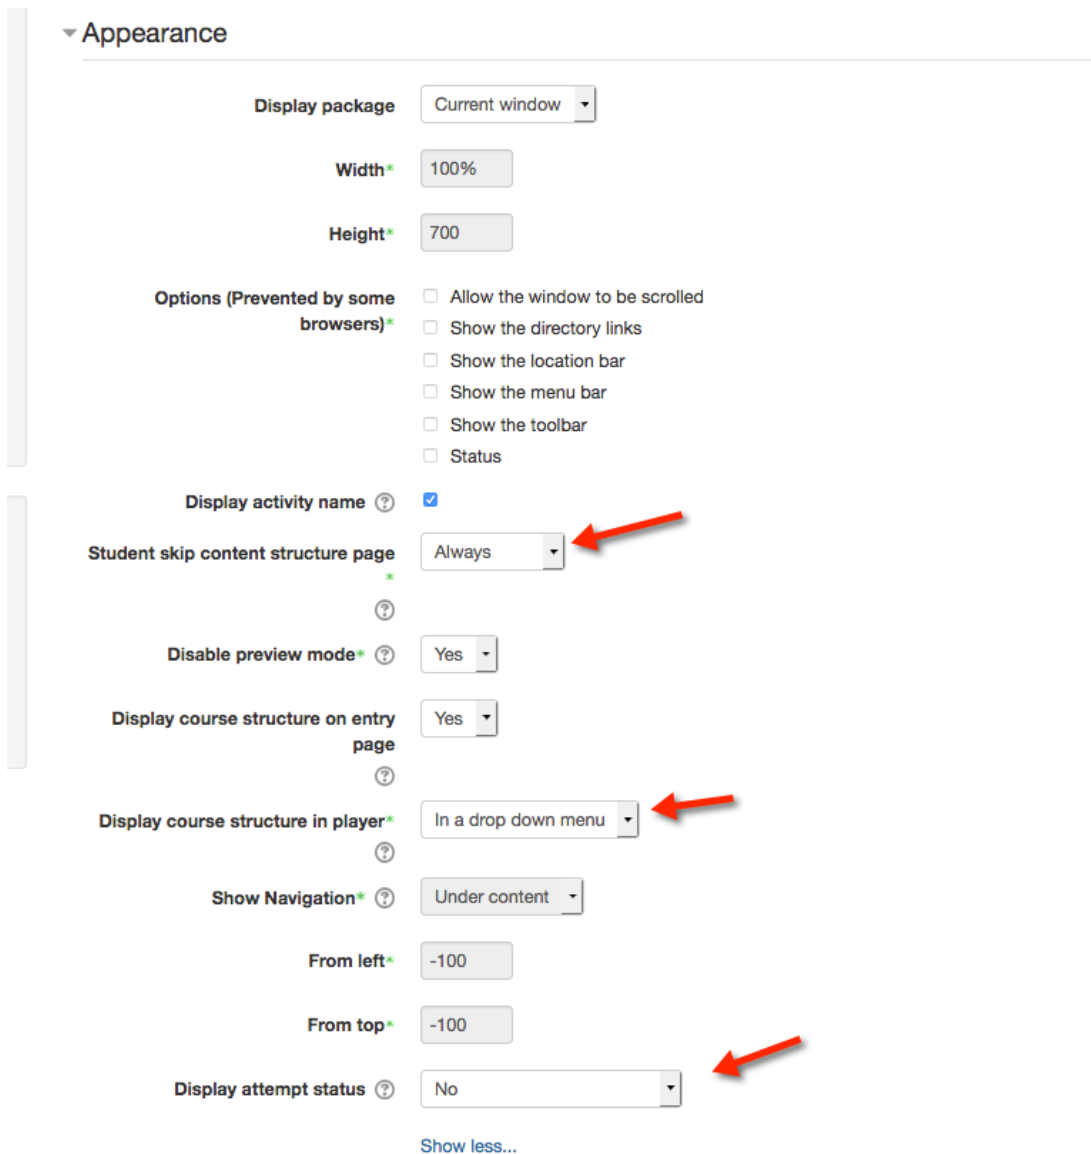 Appearance
Display package Current window
Width* 100%
Height* 700
Options (Prevented by some
browsers)*
Allow the window to be scrolled
Show the directory links
Show the location bar
Show the menu bar
Show the toolbar
Status
Display activity name ?
Student skip content structure page Always
*
?
Disable preview mode* ? Yes
Display course structure on entry Yes
page
?
Display course structure in player* In a drop down menu
?
Show Navigation* ? Under content
From left* -100
From top* -100
Display attempt status ? No
Show less...